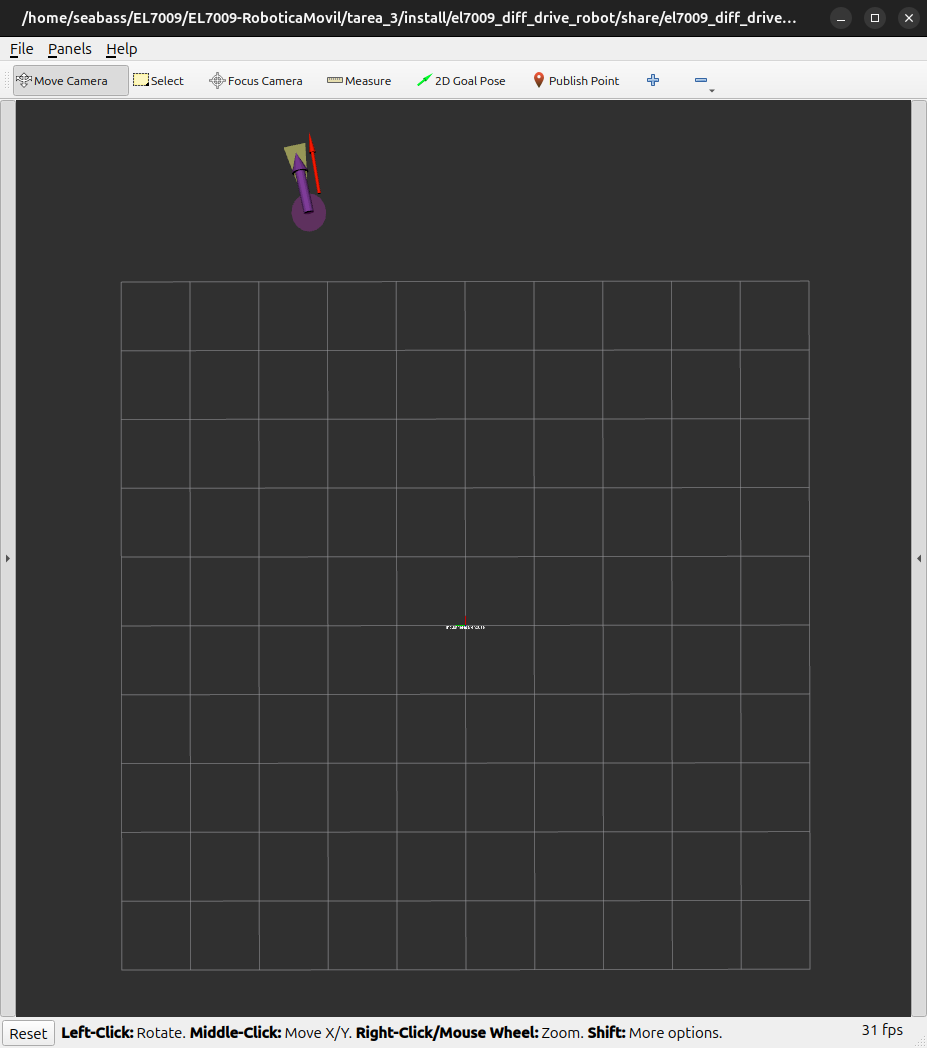 /home/seabass/EL7009/EL7009-RoboticaMovil/tarea_3/install/el7009_diff_drive_robot/share/el7009_diff_drive...
File Panels Help
Move Camera Select Focus Camera Measure 2D Goal Pose Publish Point
Reset Left-Click: Rotate. Middle-Click: Move X/Y. Right-Click/Mouse Wheel: Zoom. Shift: More options. 31 fps